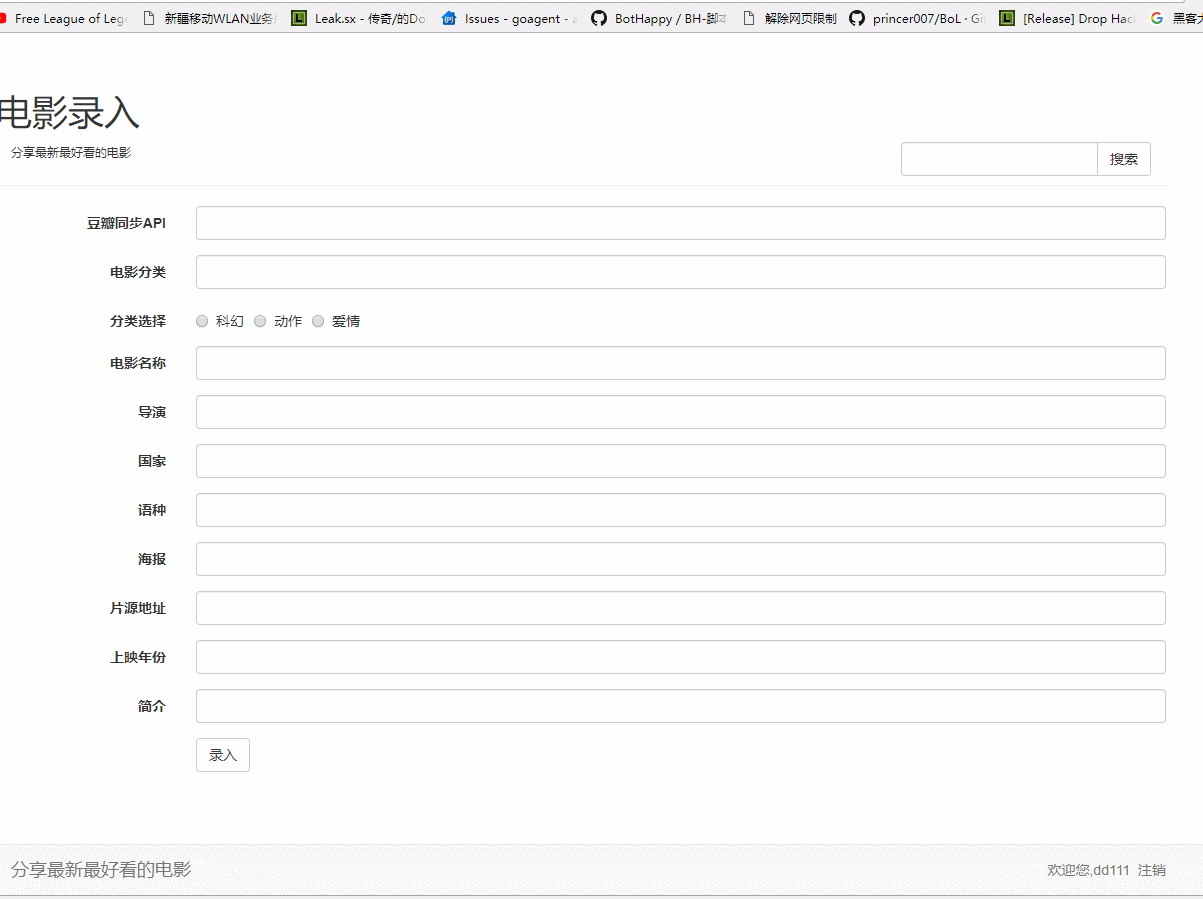 Free League of Leg 新疆移动WLAN业务 Leak.sx - 传奇/的Do Issues - goagent - BotHappy / BH-脚本 解除网页限制 princer007/BoL · Gi [Release] Drop Hac 黑客
电影录入
分享最新最好看的电影
搜索
豆瓣同步API
电影分类
分类选择 科幻 动作 爱情
电影名称
导演
国家
语种
海报
片源地址
上映年份
简介
录入
分享最新最好看的电影 欢迎您,dd111 注销